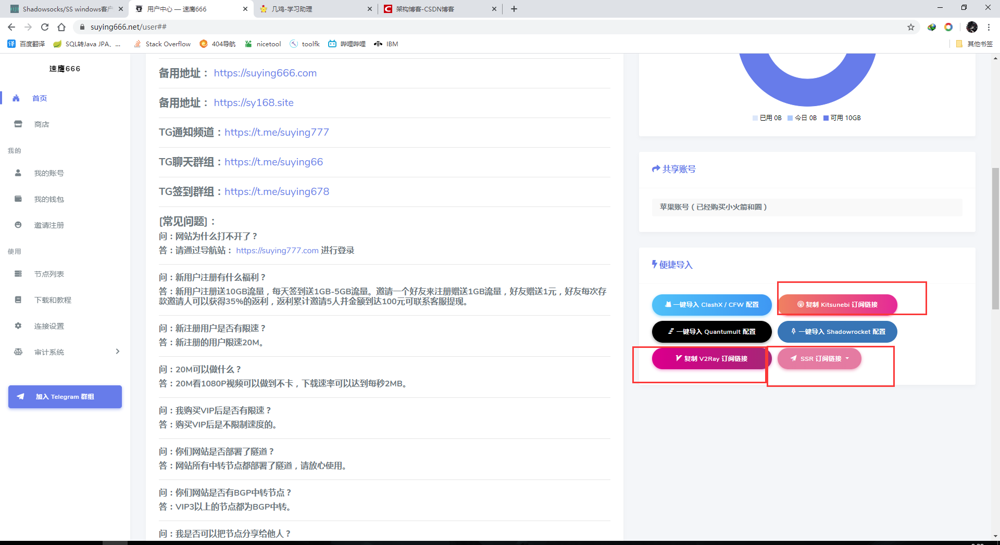 Shadowsocks/SS windows客户
用户中心 — 速鹰666
几鸡-学习助理
架构博客-CSDN博客
suying666.net/user##
百度翻译
SQL转Java JPA、...
Stack Overflow
404导航
nicetool
toolfk
哔哩哔哩
IBM
其他书签
速鹰666
首页
商店
我的
我的账号
我的钱包
邀请注册
使用
节点列表
下载和教程
连接设置
审计系统
加入 Telegram 群组
备用地址： https://suying666.com
备用地址： https://sy168.site
TG通知频道：https://t.me/suying777
TG聊天群组：https://t.me/suying66
TG签到群组：https://t.me/suying678
[常见问题]：
问：网站为什么打不开了？
答：请通过导航站： https://suying777.com 进行登录
问：新用户注册有什么福利？
答：新用户注册送10GB流量，每天签到送1GB-5GB流量。邀请一个好友来注册赠送1GB流量，好友赠送1元，好友每次存
款邀请人可以获得35%的返利，返利累计邀请5人并金额到达100元可联系客服提现。
问：新注册用户是否有限速？
答：新注册的用户限速20M。
问：20M可以做什么？
答：20M看1080P视频可以做到不卡，下载速率可以达到每秒2MB。
问：我购买VIP后是否有限速？
答：购买VIP后是不限制速度的。
问：你们网站是否部署了隧道？
答：网站所有中转节点都部署了隧道，请放心使用。
问：你们网站是否有BGP中转节点？
答：VIP3以上的节点都为BGP中转。
问：我是否可以把节点分享给他人？
已用 0B 今日 0B 可用 10GB
共享账号
苹果账号（已经购买小火箭和圈）
便捷导入
一键导入 ClashX / CFW 配置
复制 Kitsunebi 订阅链接
一键导入 Quantumult 配置
一键导入 Shadowrocket 配置
复制 V2Ray 订阅链接
SSR 订阅链接